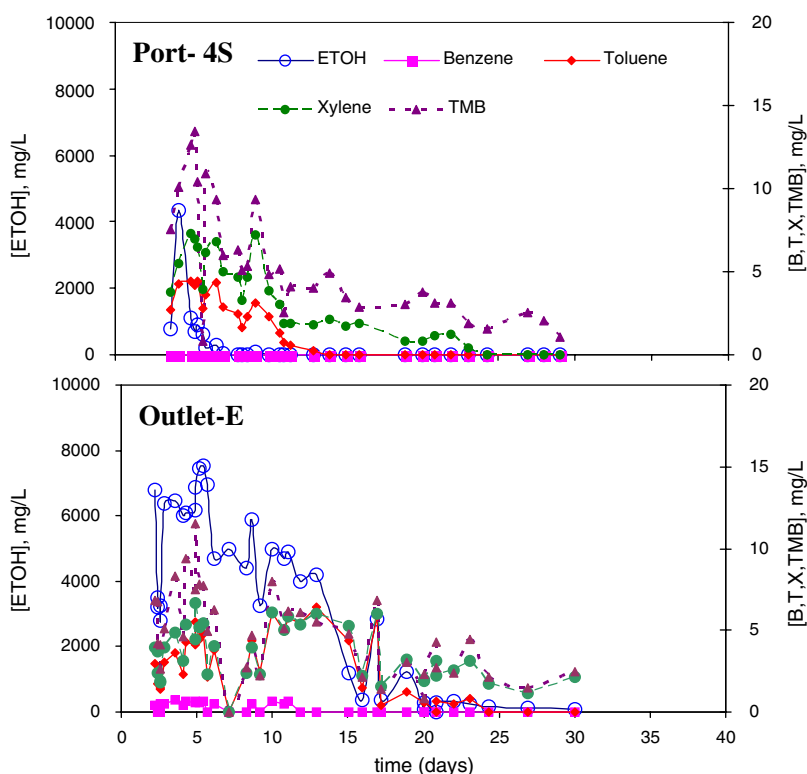 10000
8000
6000
4000
2000
0
[ETOH], mg/L
Port- 4S
ETOH
Benzene
Toluene
Xylene
TMB
20
15
10
5
0
[B,T,X,TMB], mg/L
10000
8000
6000
4000
2000
0
[ETOH], mg/L
Outlet-E
20
15
10
5
0
[B,T,X,TMB], mg/L
0 5 10 15 20 25 30 35 40
time (days)